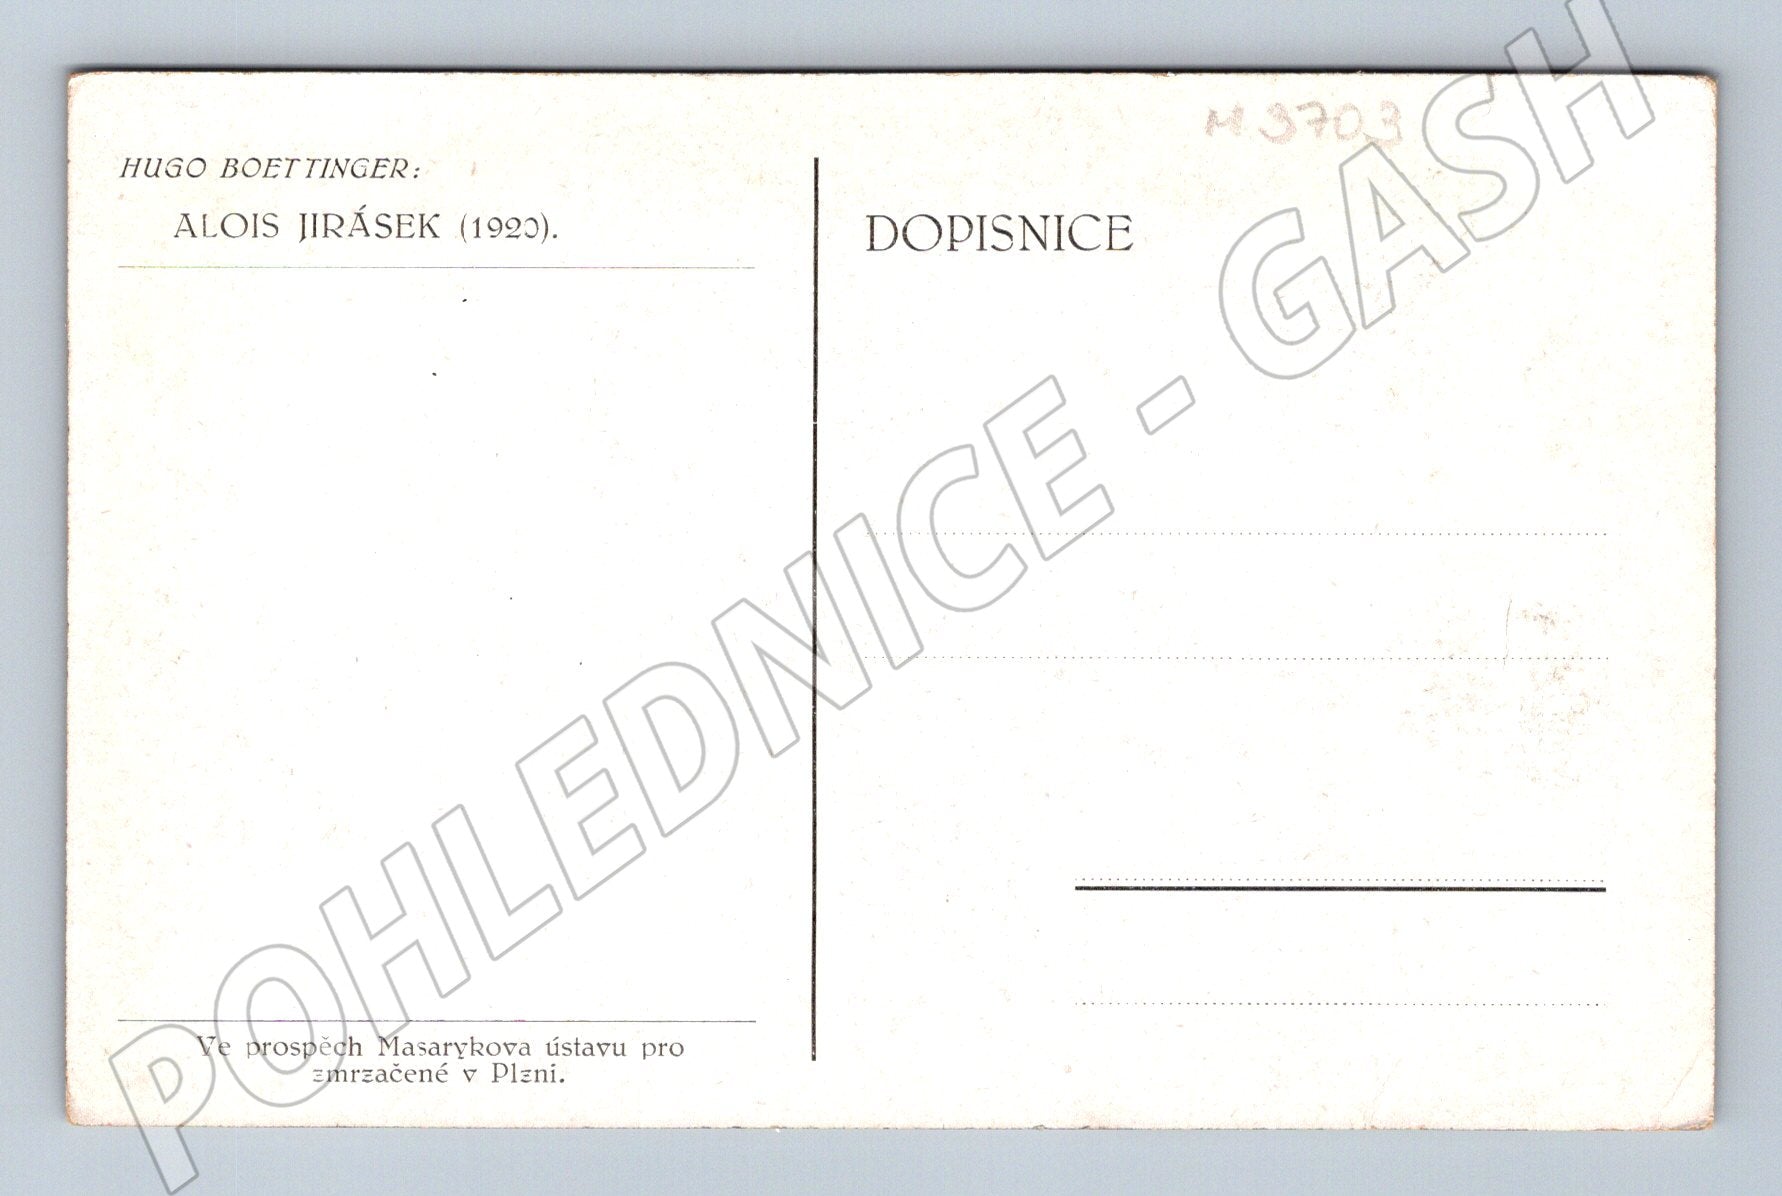 M 3703
HUGO BOETTINGER:
ALOIS JIRÁSEK (1920).
DOPISNICE
Ve prospěch Masarykova ústavu pro
zmrzačené v Plzni.
POHLEDNICE - GASH